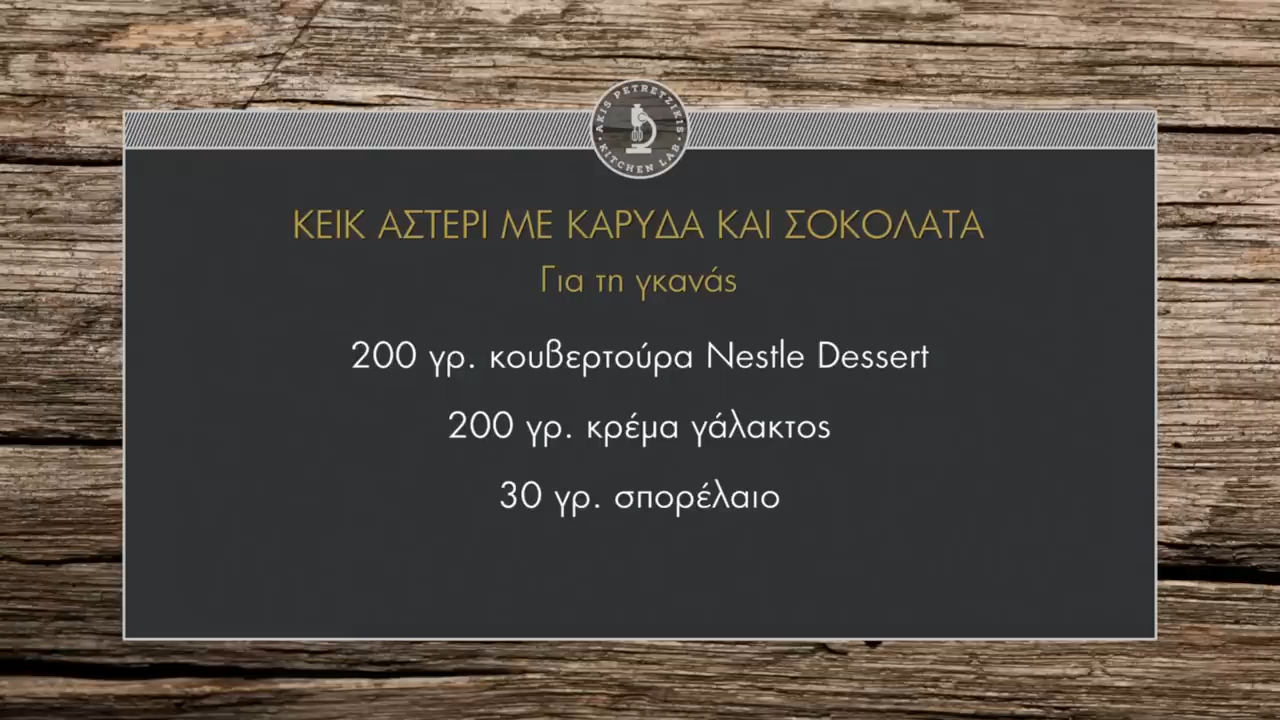 AKIS PETRETZIKIS
KITCHEN LAB
ΚΕΙΚ ΑΣΤΕΡΙ ΜΕ ΚΑΡΥΔΑ ΚΑΙ ΣΟΚΟΛΑΤΑ
Για τη γκανάς
200 γρ. κουβερτούρα Nestle Dessert
200 γρ. κρέμα γάλακτος
30 γρ. σπορέλαιο